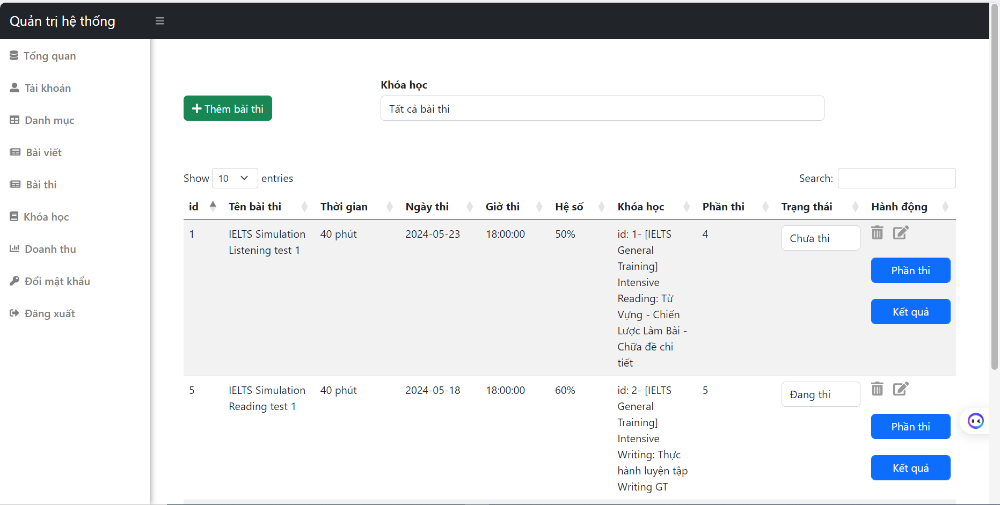 Quản trị hệ thống
Tổng quan
Tài khoản
Danh mục
Bài viết
Bài thi
Khóa học
Doanh thu
Đổi mật khẩu
Đăng xuất
Khóa học
Thêm bài thi
Tất cả bài thi
Show 10 entries
Search:
id Tên bài thi Thời gian Ngày thi Giờ thi Hệ số Khóa học Phần thi Trạng thái Hành động
1 IELTS Simulation 40 phút 2024-05-23 18:00:00 50% id: 1- [IELTS 4 Chưa thi
Listening test 1 General
Training]
Phần thi
Intensive
Reading: Từ
Vựng - Chiến
Kết quả
Lược Làm Bài -
Chữa đề chi
tiết
5 IELTS Simulation 40 phút 2024-05-18 18:00:00 60% id: 2- [IELTS 5 Đang thi
Reading test 1 General
Training]
Phần thi
Intensive
Writing: Thực
hành luyện tập
Kết quả
Writing GT